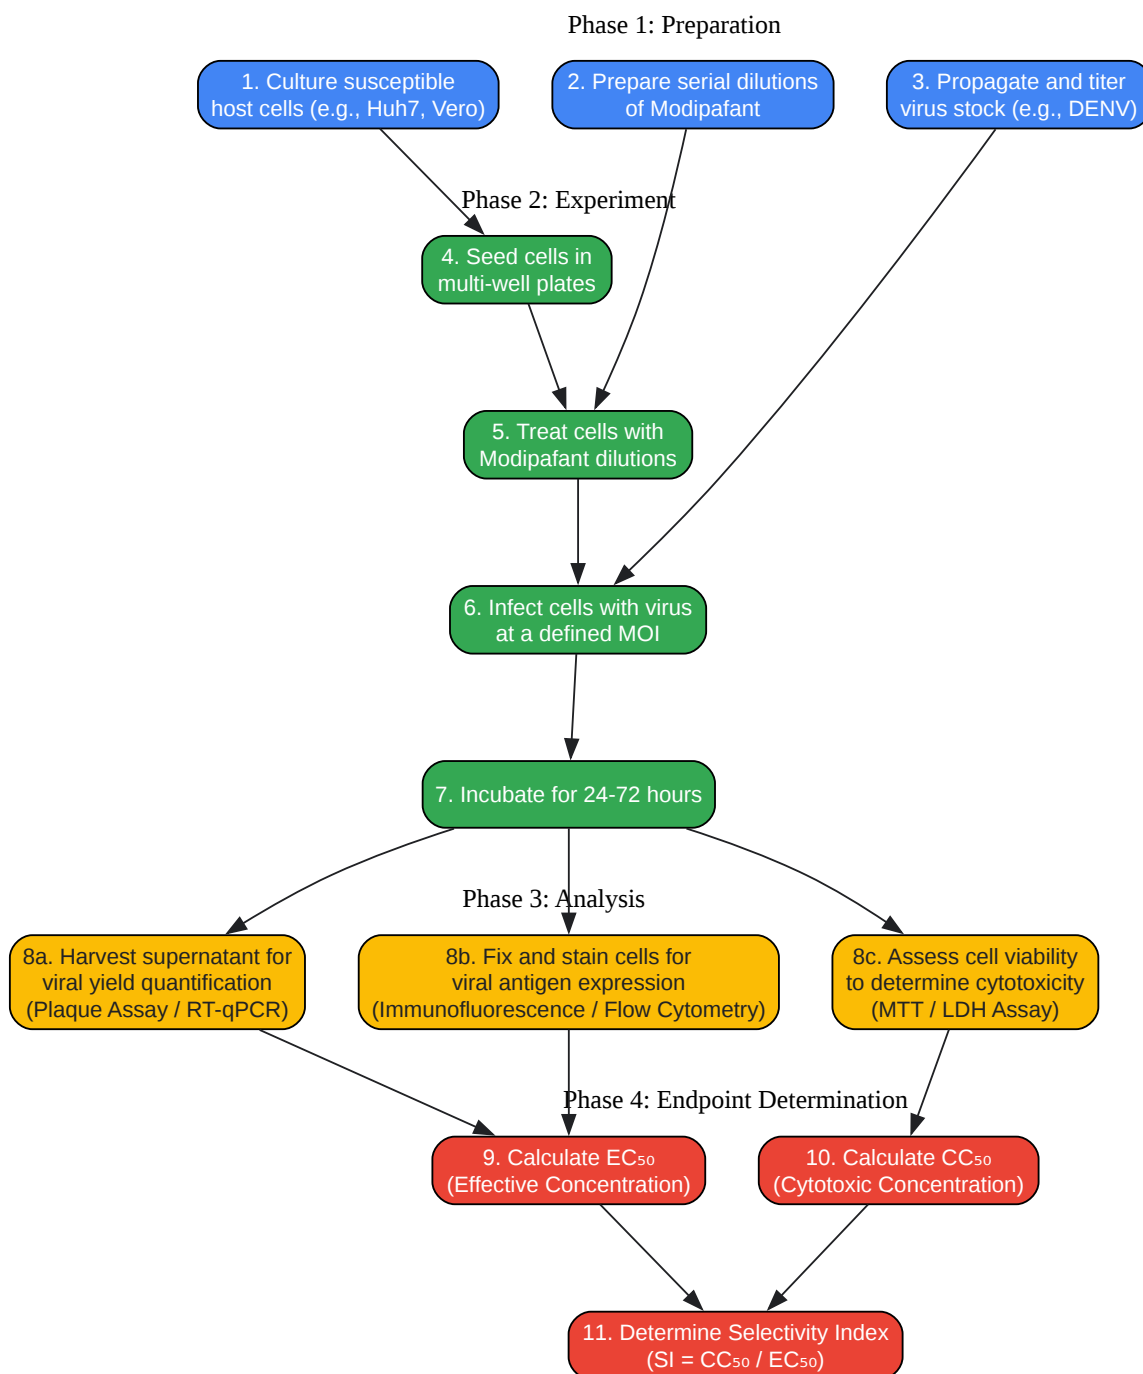 Phase 1: Preparation
1. Culture susceptible
host cells (e.g., Huh7, Vero)
2. Prepare serial dilutions
of Modipafant
3. Propagate and titer
virus stock (e.g., DENV)
Phase 2: Experiment
4. Seed cells in
multi-well plates
5. Treat cells with
Modipafant dilutions
6. Infect cells with virus
at a defined MOI
7. Incubate for 24-72 hours
Phase 3: Analysis
8a. Harvest supernatant for
viral yield quantification
(Plaque Assay / RT-qPCR)
8b. Fix and stain cells for
viral antigen expression
(Immunofluorescence / Flow Cytometry)
8c. Assess cell viability
to determine cytotoxicity
(MTT / LDH Assay)
Phase 4: Endpoint Determination
9. Calculate EC₅₀
(Effective Concentration)
10. Calculate CC₅₀
(Cytotoxic Concentration)
11. Determine Selectivity Index
(SI = CC₅₀ / EC₅₀)